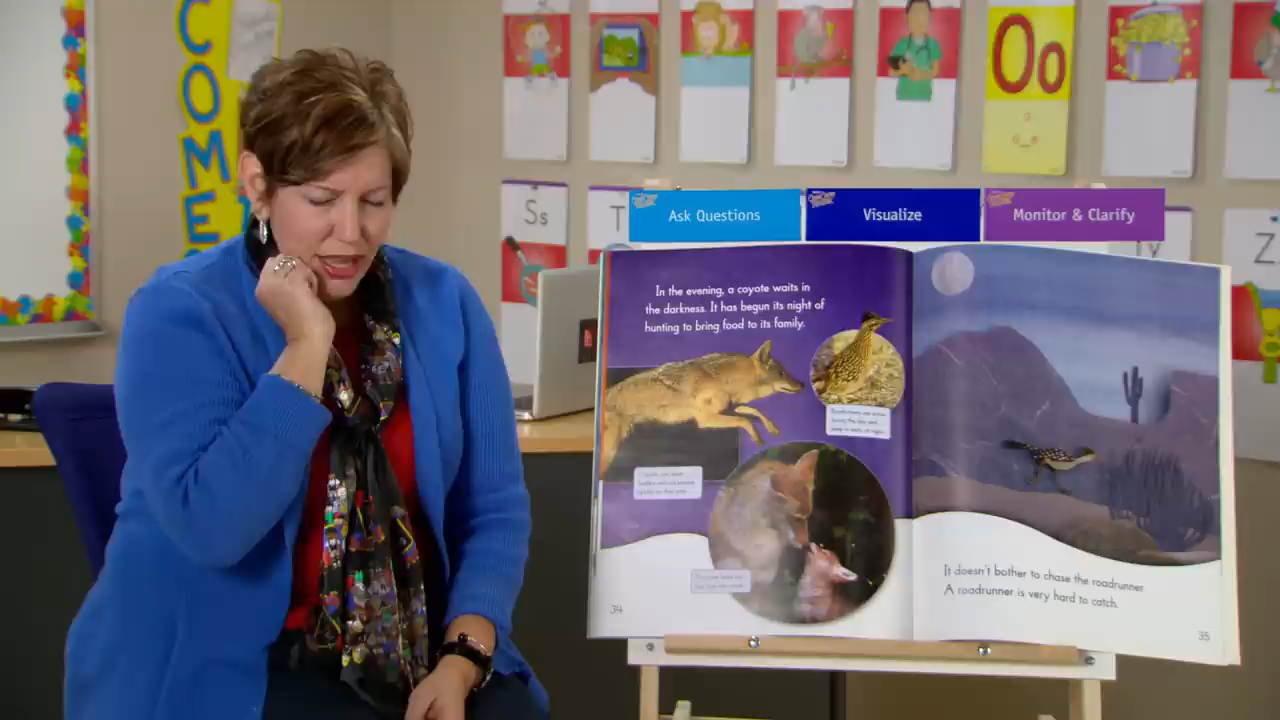 COME
Oo
Ss
T
Z
Ask Questions
Visualize
Monitor & Clarify
In the evening, a coyote waits in
the darkness. It has begun its night of
hunting to bring food to its family.
34
It doesn't bother to chase the roadrunner.
A roadrunner is very hard to catch.
35